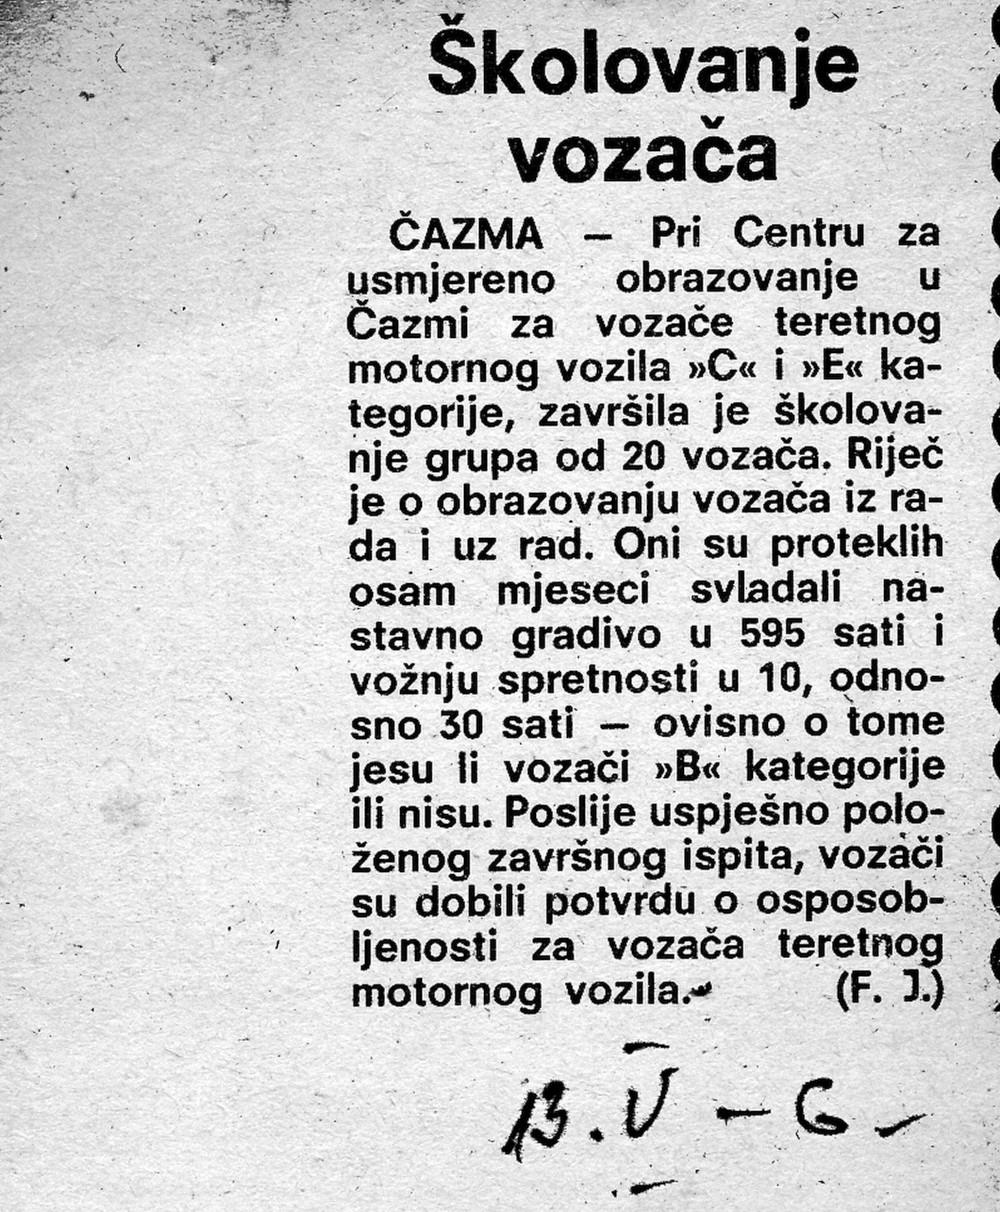 Školovanje
vozača
ČAZMA — Pri Centru za
usmjereno obrazovanje u
Čazmi za vozače teretnog
motornog vozila »C« i »E« ka-
tegorije, završila je školova-
nje grupa od 20 vozača. Riječ
je o obrazovanju vozača iz ra-
da i uz rad. Oni su proteklih
osam mjeseci svladali na-
stavno gradivo u 595 sati i
vožnju spretnosti u 10, odno-
sno 30 sati — ovisno o tome
jesu li vozači »B« kategorije
ili nisu. Poslije uspješno polo-
ženog završnog ispita, vozači
su dobili potvrdu o osposob-
ljenosti za vozača teretnog
motornog vozila. (F. J.)
13. V — G —